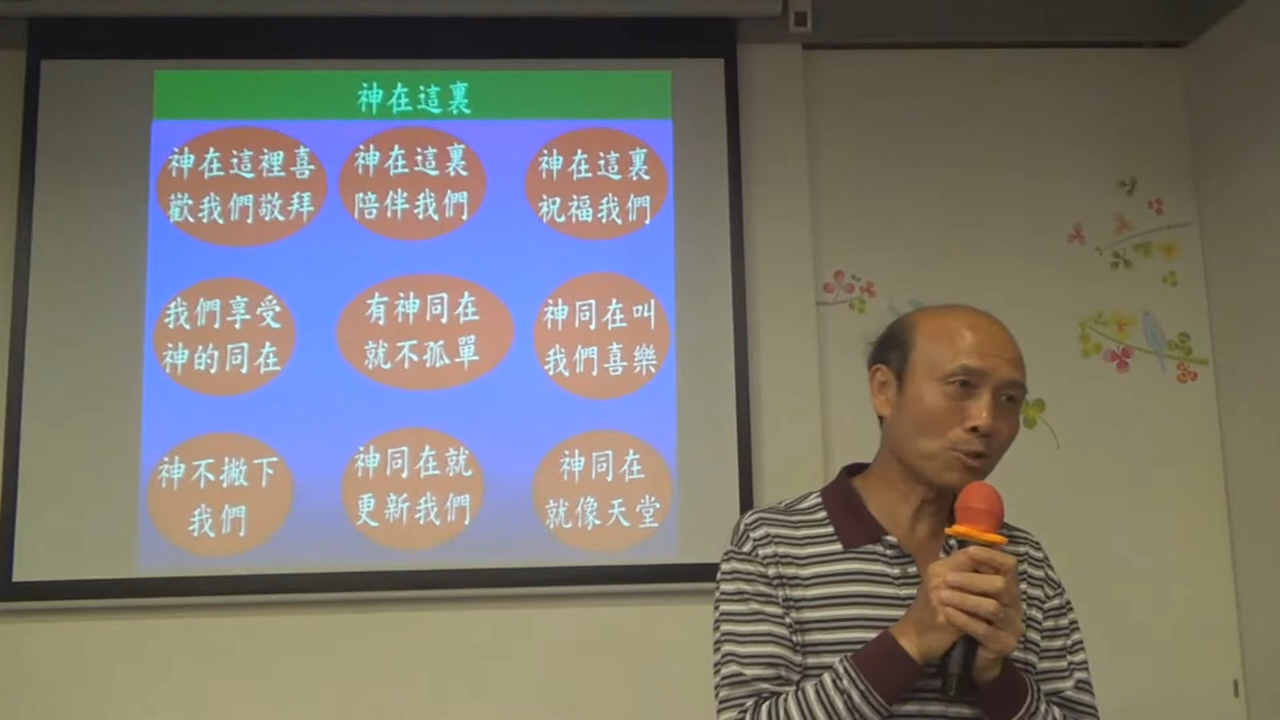 神在這裏
神在這裡喜
歡我們敬拜
神在這裏
陪伴我們
神在這裏
祝福我們
我們享受
神的同在
有神同在
就不孤單
神同在叫
我們喜樂
神不撇下
我們
神同在就
更新我們
神同在
就像天堂